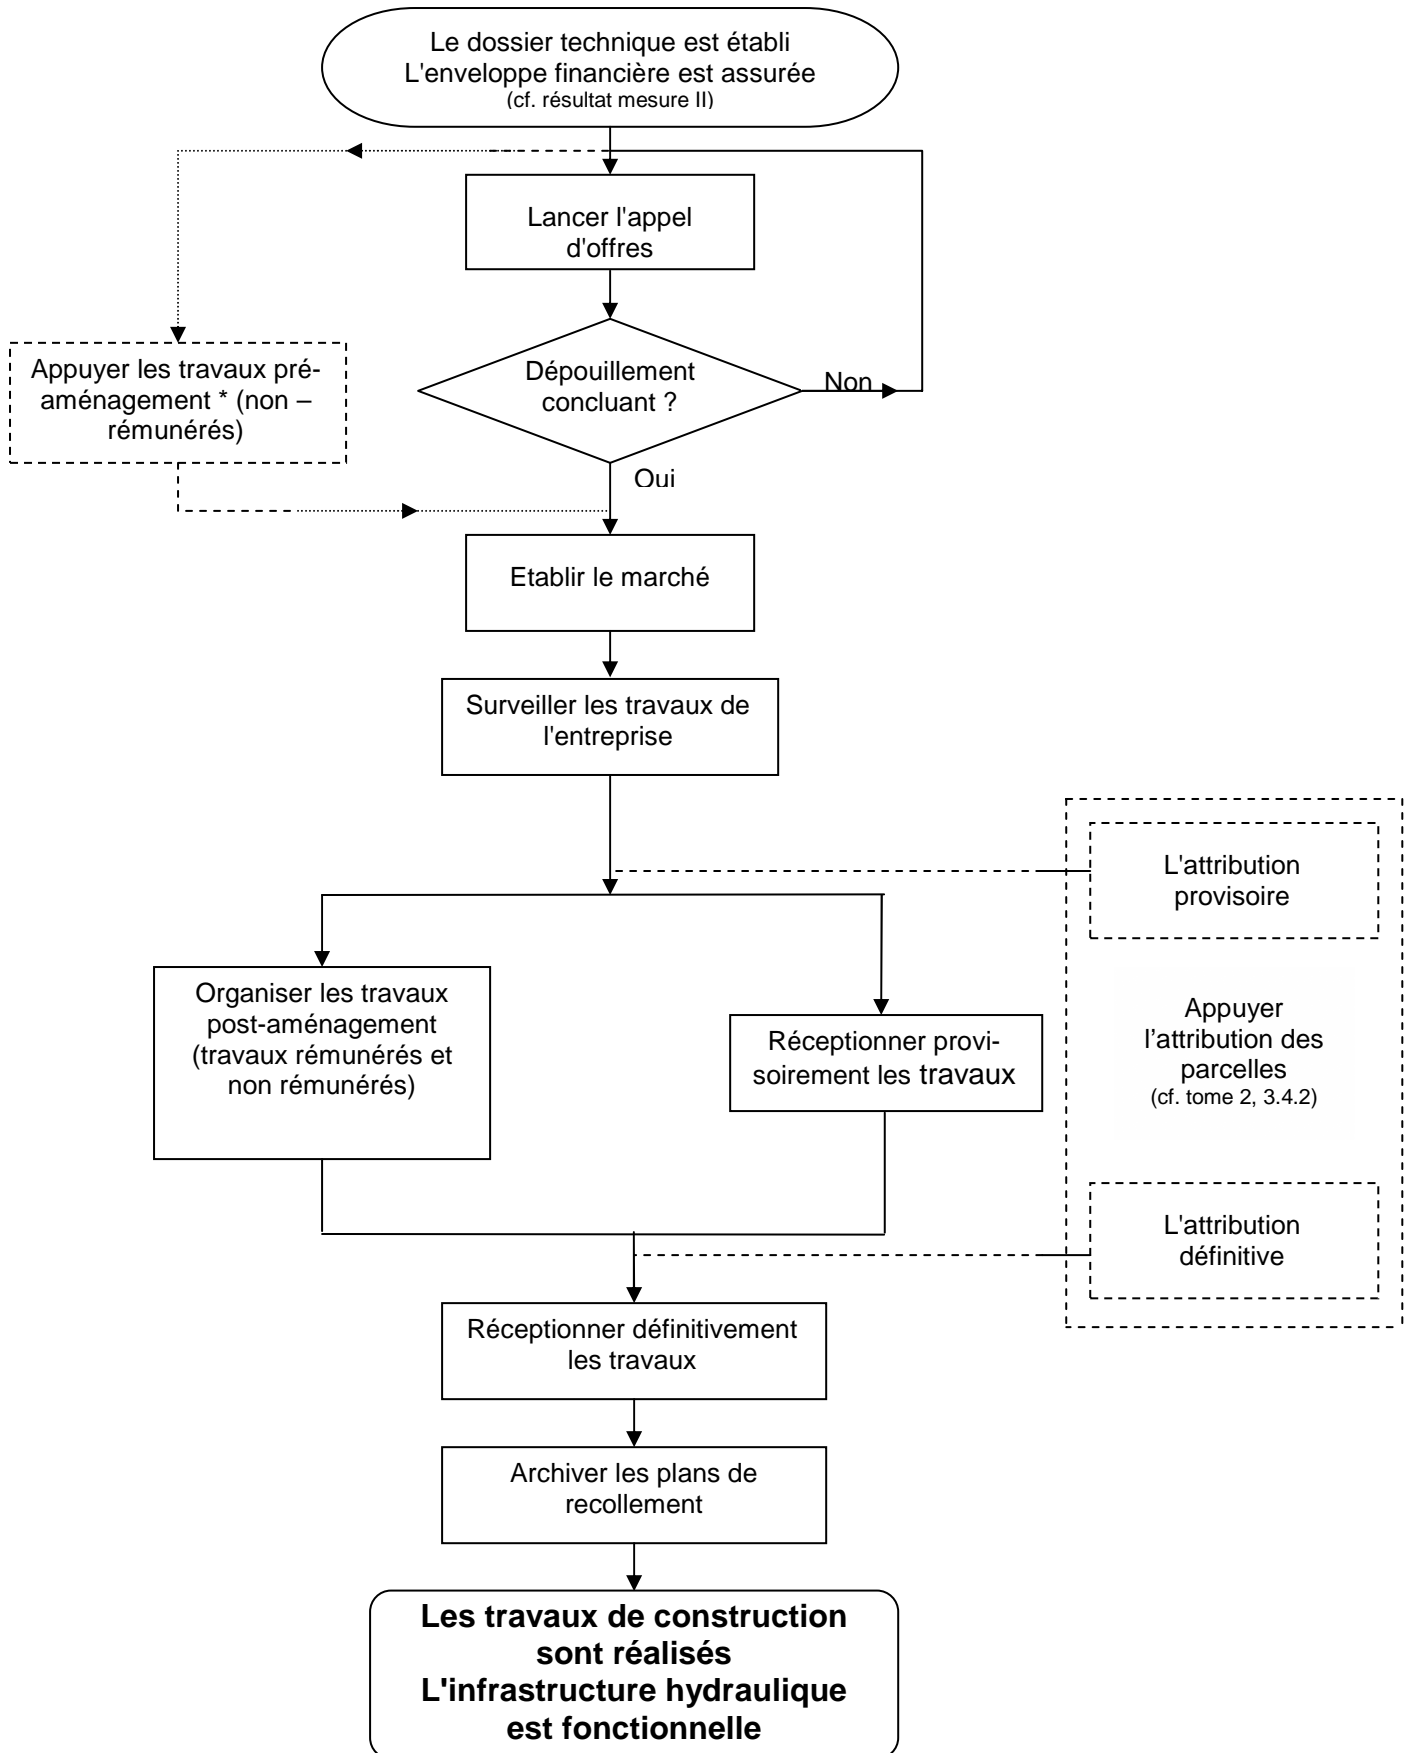 Le dossier technique est établi
L'enveloppe financière est assurée
(cf. résultat mesure II)
Lancer l'appel
d'offres
Dépouillement
concluant ?
Non
Oui
Appuyer les travaux pré-
aménagement * (non –
rémunérés)
Etablir le marché
Surveiller les travaux de
l'entreprise
L'attribution
provisoire
Appuyer
l’attribution des
parcelles
(cf. tome 2, 3.4.2)
L'attribution
définitive
Organiser les travaux
post-aménagement
(travaux rémunérés et
non rémunérés)
Réceptionner provi-
soirement les travaux
Réceptionner définitivement
les travaux
Archiver les plans de
recollement
Les travaux de construction
sont réalisés
L'infrastructure hydraulique
est fonctionnelle